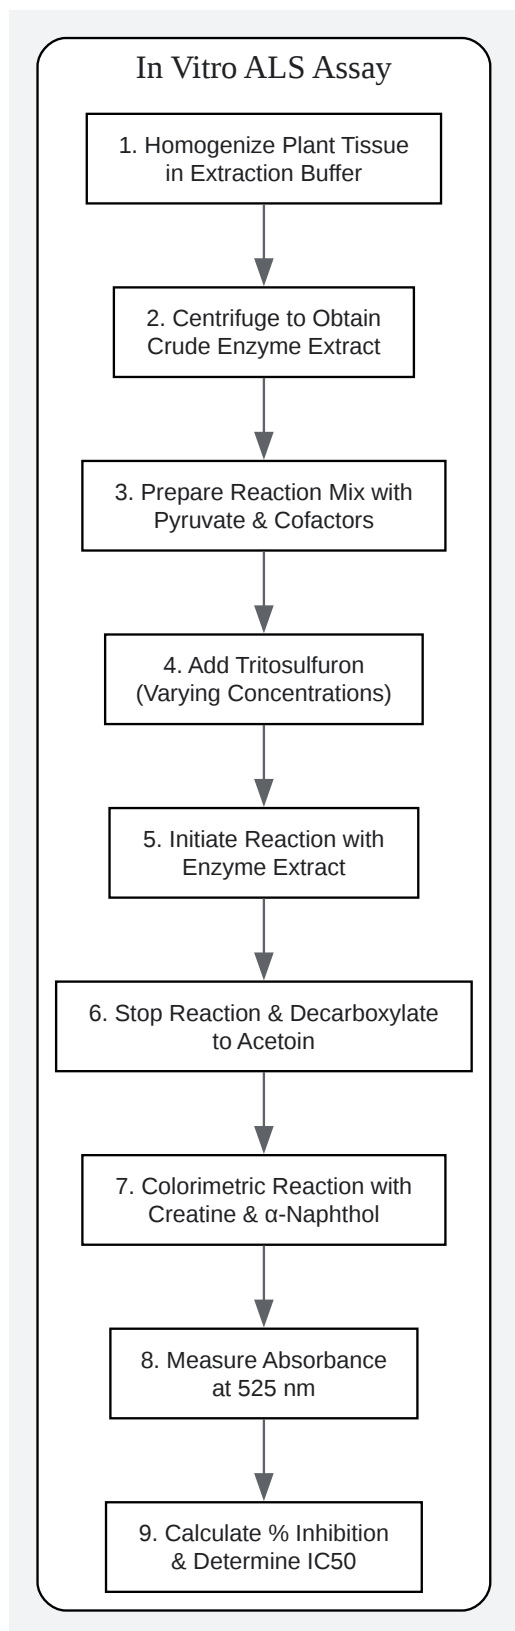 In Vitro ALS Assay
1. Homogenize Plant Tissue
in Extraction Buffer
2. Centrifuge to Obtain
Crude Enzyme Extract
3. Prepare Reaction Mix with
Pyruvate & Cofactors
4. Add Tritosulfuron
(Varying Concentrations)
5. Initiate Reaction with
Enzyme Extract
6. Stop Reaction & Decarboxylate
to Acetoin
7. Colorimetric Reaction with
Creatine & α-Naphthol
8. Measure Absorbance
at 525 nm
9. Calculate % Inhibition
& Determine IC50